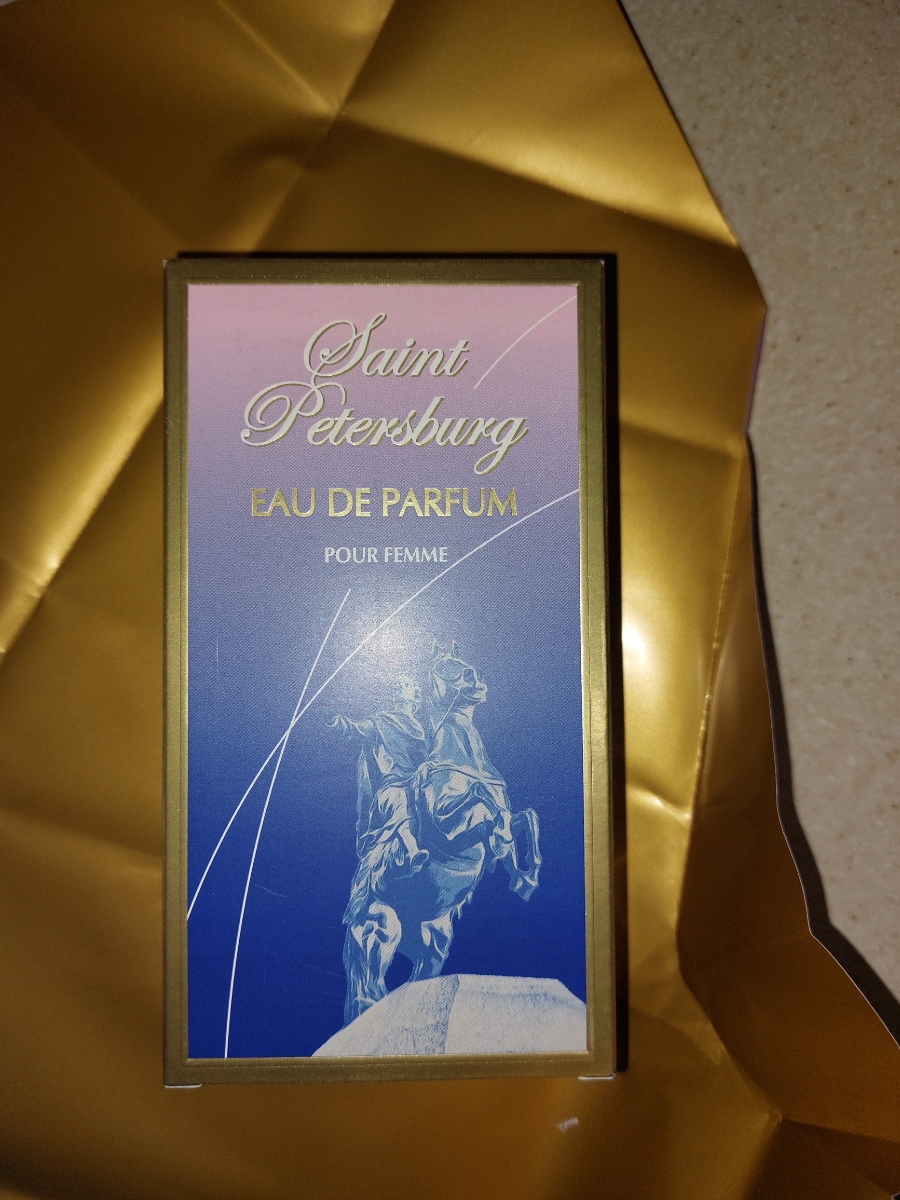 Saint
Petersburg
EAU DE PARFUM
POUR FEMME